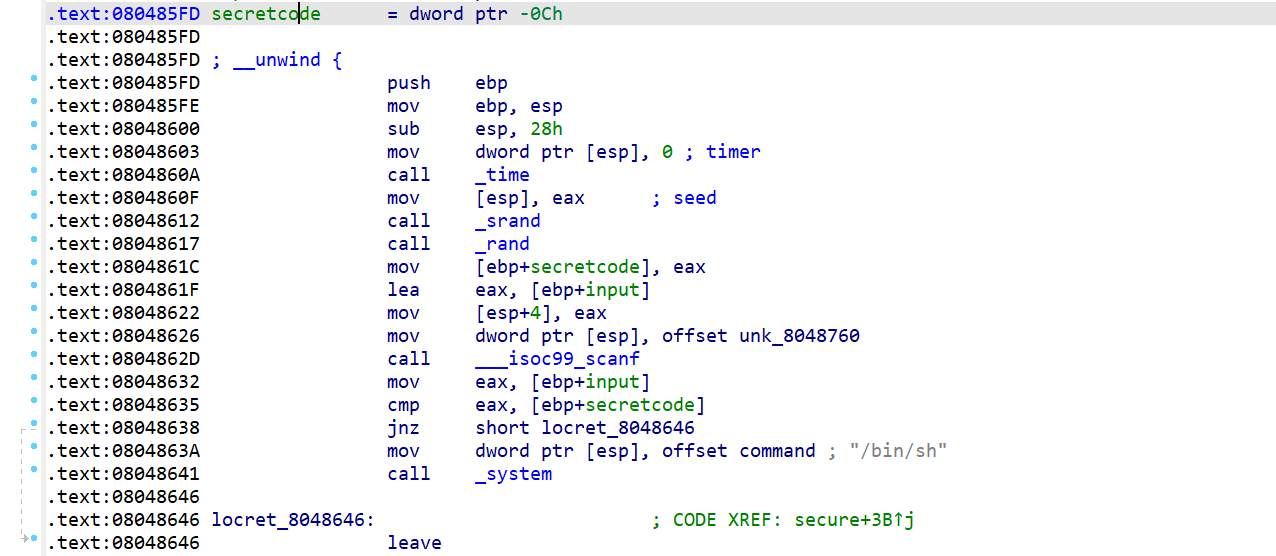 .text:080485FD secretcode = dword ptr -0Ch
.text:080485FD
.text:080485FD ; __unwind {
.text:080485FD push ebp
.text:080485FE mov ebp, esp
.text:08048600 sub esp, 28h
.text:08048603 mov dword ptr [esp], 0 ; timer
.text:0804860A call _time
.text:0804860F mov [esp], eax ; seed
.text:08048612 call _srand
.text:08048617 call _rand
.text:0804861C mov [ebp+secretcode], eax
.text:0804861F lea eax, [ebp+input]
.text:08048622 mov [esp+4], eax
.text:08048626 mov dword ptr [esp], offset unk_8048760
.text:0804862D call ___isoc99_scanf
.text:08048632 mov eax, [ebp+input]
.text:08048635 cmp eax, [ebp+secretcode]
.text:08048638 jnz short locret_8048646
.text:0804863A mov dword ptr [esp], offset command ; "/bin/sh"
.text:08048641 call _system
.text:08048646
.text:08048646 locret_8048646: ; CODE XREF: secure+3B↑j
.text:08048646 leave